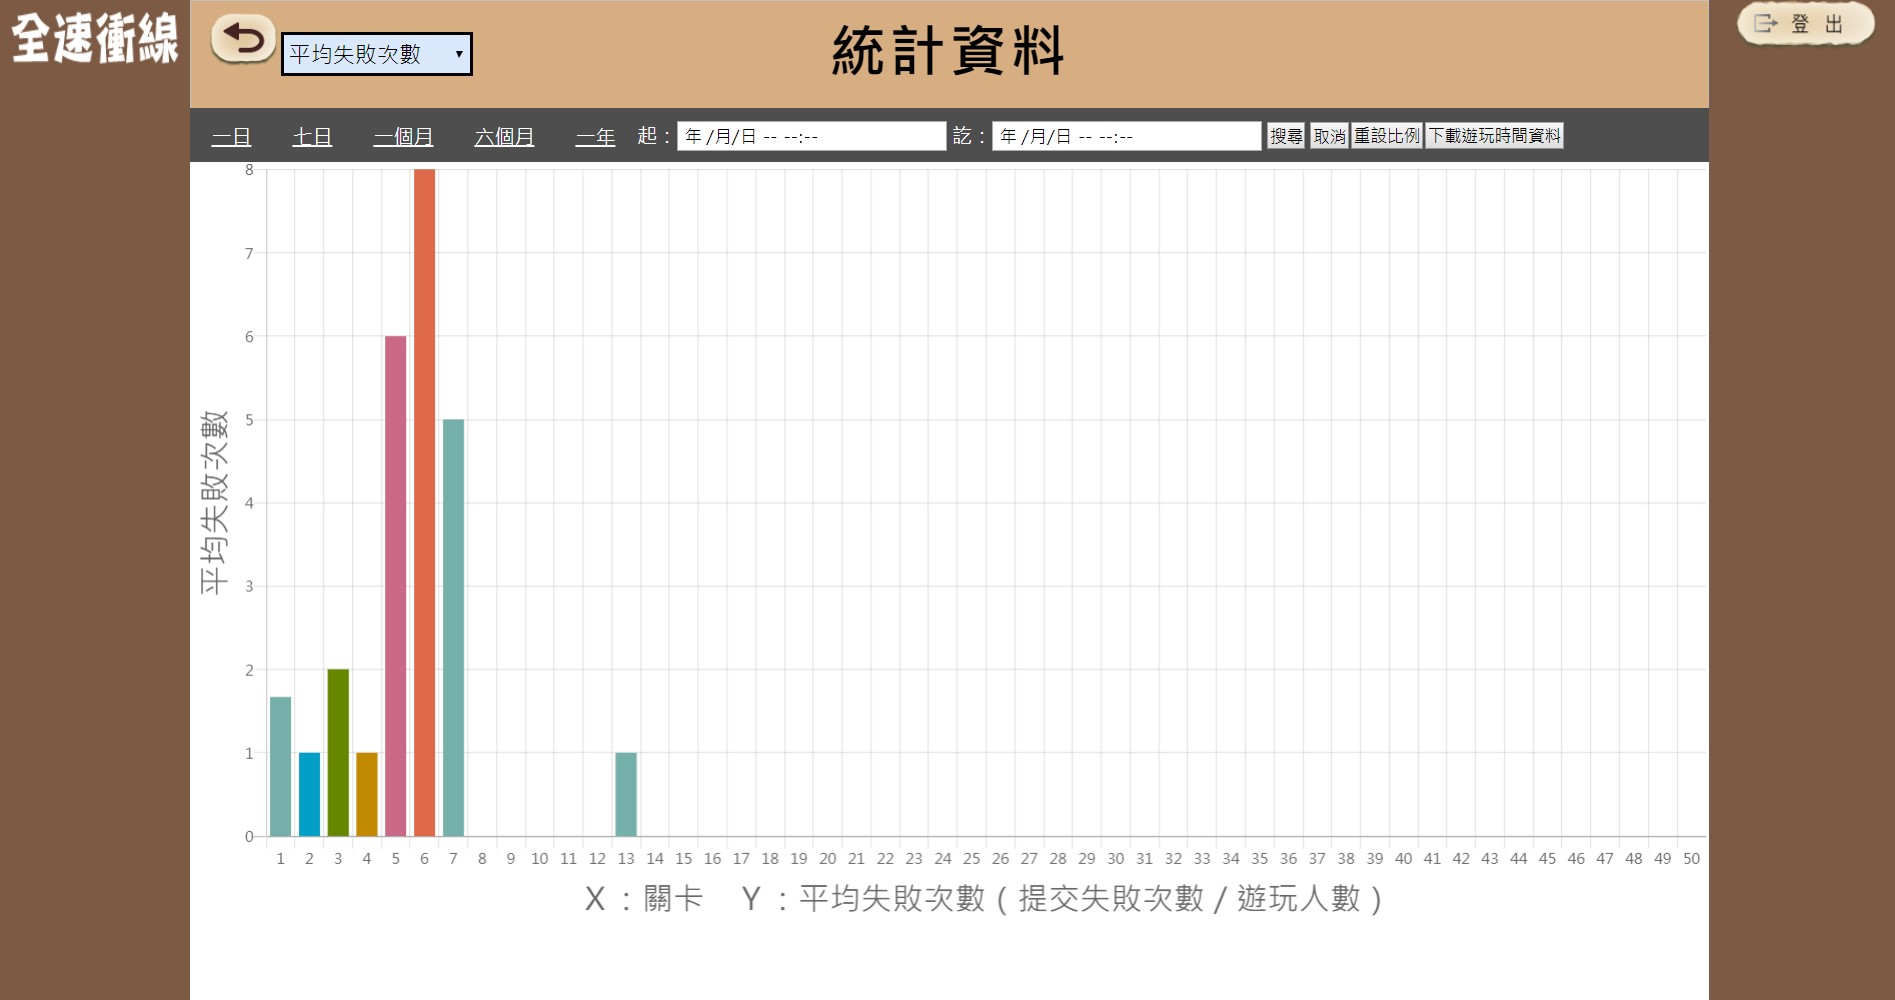 全速衝線
平均失敗次數
統計資料
登 出
一日 七日 一個月 六個月 一年 起： 年 /月/日 -- --:-- 訖： 年 /月/日 -- --:-- 搜尋 取消 重設比例 下載遊玩時間資料
8
7
6
5
4
3
2
1
0
平均失敗次數
1 2 3 4 5 6 7 8 9 10 11 12 13 14 15 16 17 18 19 20 21 22 23 24 25 26 27 28 29 30 31 32 33 34 35 36 37 38 39 40 41 42 43 44 45 46 47 48 49 50
X ：關卡 Y ：平均失敗次數 ( 提交失敗次數 / 遊玩人數 )